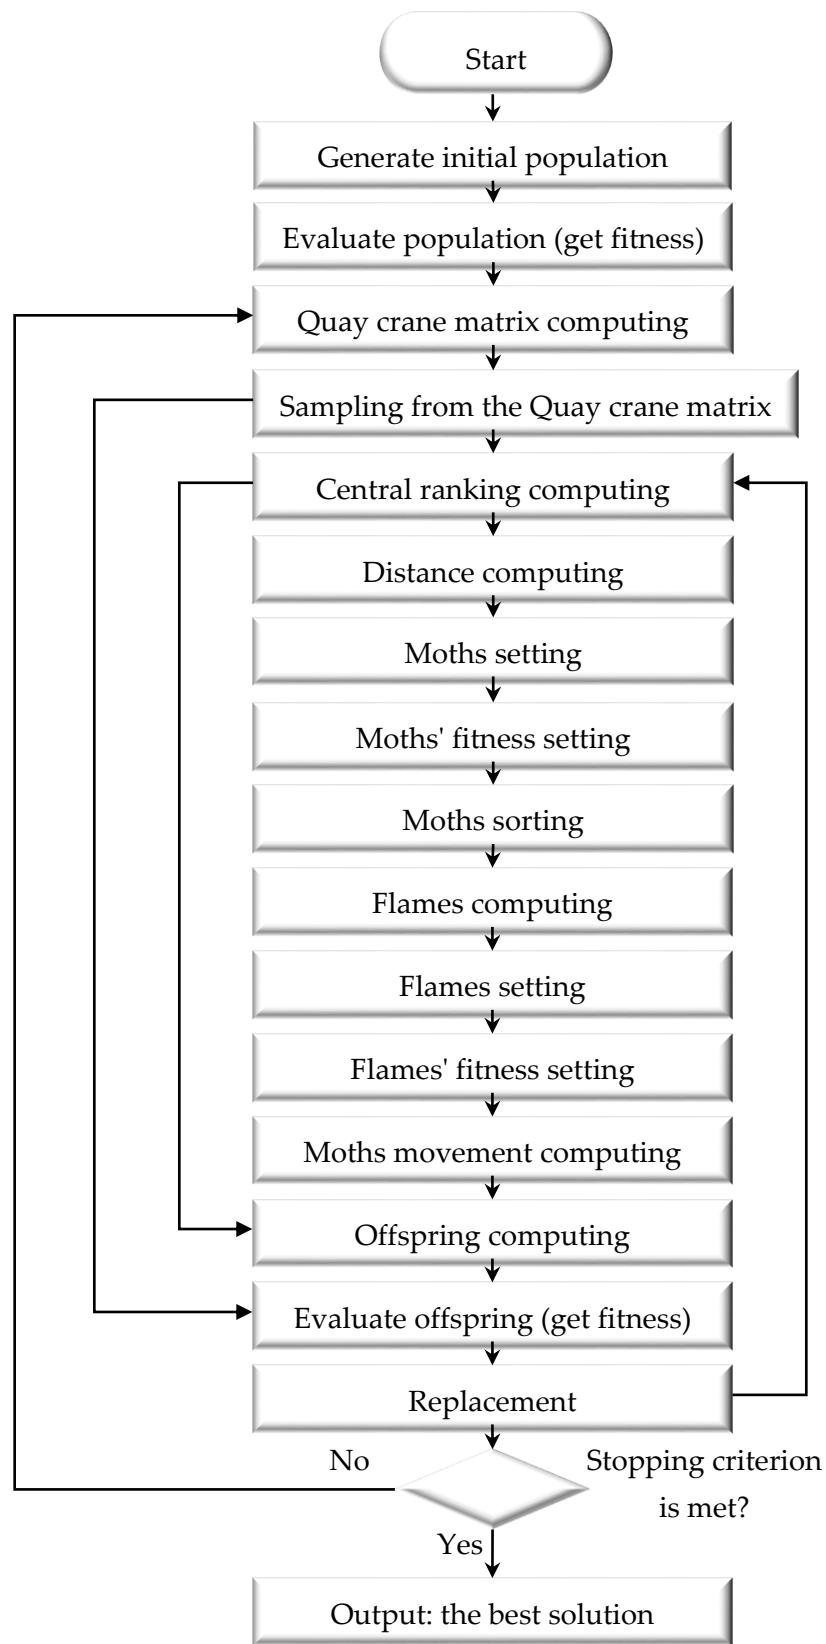 Start
Generate initial population
Evaluate population (get fitness)
Quay crane matrix computing
Sampling from the Quay crane matrix
Central ranking computing
Distance computing
Moths setting
Moths' fitness setting
Moths sorting
Flames computing
Flames setting
Flames' fitness setting
Moths movement computing
Offspring computing
Evaluate offspring (get fitness)
Replacement
No
Stopping criterion
is met?
Yes
Output: the best solution